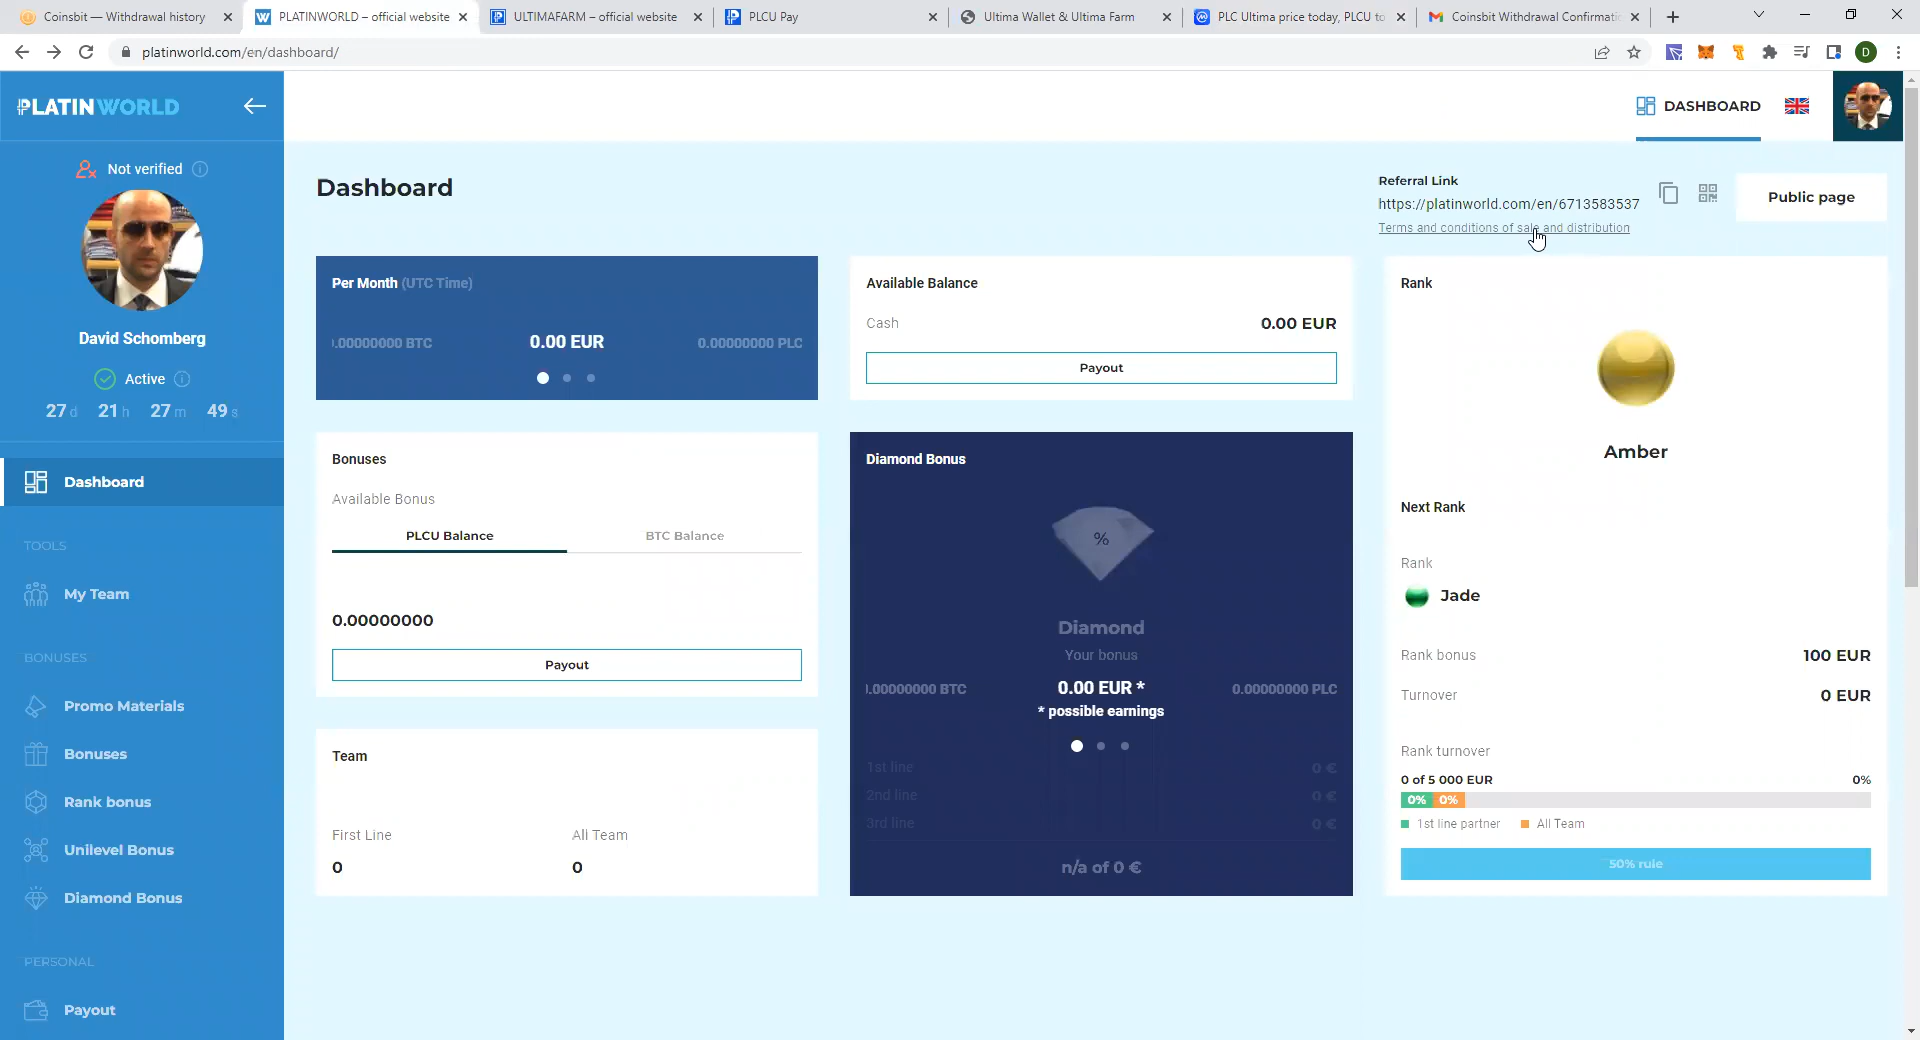 Coinsbit — Withdrawal history
PLATINWORLD – official website
ULTIMAFARM – official website
PLCU Pay
Ultima Wallet & Ultima Farm
PLC Ultima price today, PLCU to
Coinsbit Withdrawal Confirmatio
platinworld.com/en/dashboard/
D
PLATINWORLD
DASHBOARD
Not verified
David Schomberg
Active
27 d 21 h 27 m 49 s
Dashboard
TOOLS
My Team
BONUSES
Promo Materials
Bonuses
Rank bonus
Unilevel Bonus
Diamond Bonus
PERSONAL
Payout
Dashboard
Referral Link
https://platinworld.com/en/6713583537
Terms and conditions of sale and distribution
Public page
Per Month (UTC Time)
.00000000 BTC
0.00 EUR
0.00000000 PLC
Available Balance
Cash
0.00 EUR
Payout
Bonuses
Available Bonus
PLCU Balance
BTC Balance
0.00000000
Payout
Team
First Line
All Team
0
0
Diamond Bonus
%
Diamond
Your bonus
.00000000 BTC
0.00 EUR *
0.00000000 PLC
* possible earnings
1st line 0 €
2nd line 0 €
3rd line 0 €
n/a of 0 €
Rank
Amber
Next Rank
Rank
Jade
Rank bonus 100 EUR
Turnover 0 EUR
Rank turnover
0 of 5 000 EUR 0%
0% 0%
1st line partner All Team
50% rule